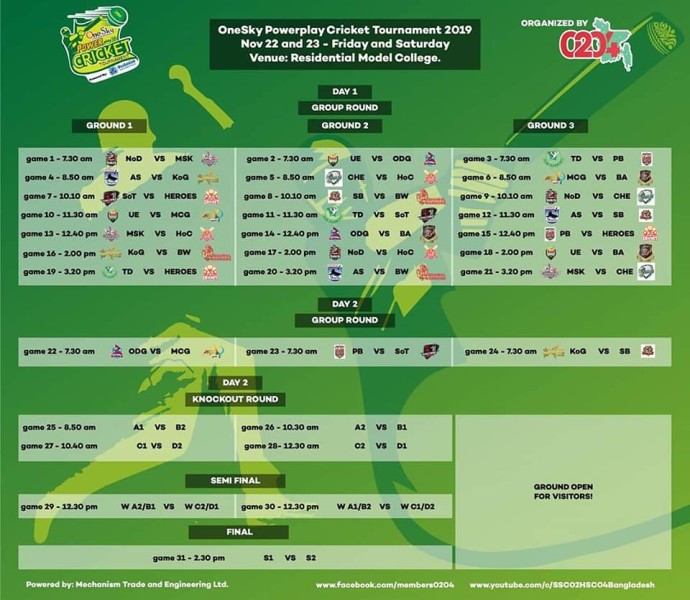 OneSky
POWERplay
CRICKET
TOURNAMENT
OneSky Powerplay Cricket Tournament 2019
Nov 22 and 23 - Friday and Saturday
Venue: Residential Model College.
ORGANIZED BY
0204
DAY 1
GROUP ROUND
GROUND 1
GROUND 2
GROUND 3
game 1 - 7.30 am NoD VS MSK
game 2 - 7.30 am UE VS ODG
game 3 - 7.30 am TD VS PB
game 4 - 8.50 am AS VS KoG
game 5 - 8.50 am CHE VS HoC
game 6 - 8.50 am MCG VS BA
game 7 - 10.10 am SoT VS HEROES
game 8 - 10.10 am SB VS BW
game 9 - 10.10 am NoD VS CHE
game 10 - 11.30 am UE VS MCG
game 11 - 11.30 am TD VS SoT
game 12 - 11.30 am AS VS SB
game 13 - 12.40 pm MSK VS HoC
game 14 - 12.40 pm ODG VS BA
game 15 - 12.40 pm PB VS HEROES
game 16 - 2.00 pm KoG VS BW
game 17 - 2.00 pm NoD VS HoC
game 18 - 2.00 pm UE VS BA
game 19 - 3.20 pm TD VS HEROES
game 20 - 3.20 pm AS VS BW
game 21 - 3.20 pm MSK VS CHE
DAY 2
GROUP ROUND
game 22 - 7.30 am ODG VS MCG
game 23 - 7.30 am PB VS SoT
game 24 - 7.30 am KoG VS SB
DAY 2
KNOCKOUT ROUND
game 25 - 8.50 am A1 VS B2
game 26 - 10.30 am A2 VS B1
game 27 - 10.40 am C1 VS D2
game 28- 12.30 am C2 VS D1
GROUND OPEN
FOR VISITORS!
SEMI FINAL
game 29 - 12.30 pm W A2/B1 VS W C2/D1
game 30 - 12.30 pm W A1/B2 VS W C1/D2
FINAL
game 31 - 2.30 pm S1 VS S2
Powered by: Mechanism Trade and Engineering Ltd.
www.facebook.com/members0204
www.youtube.com/c/SSC02HSC04Bangladesh